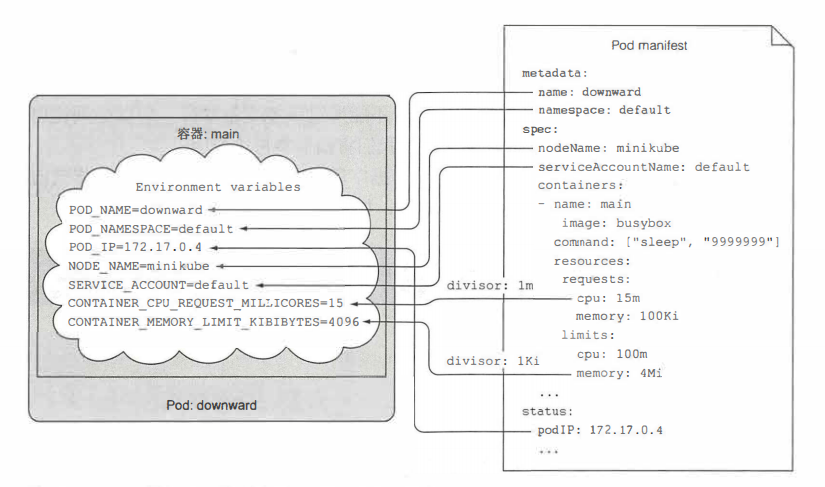 容器: main
Environment variables
POD_NAME=downward
POD_NAMESPACE=default
POD_IP=172.17.0.4
NODE_NAME=minikube
SERVICE_ACCOUNT=default
CONTAINER_CPU_REQUEST_MILLICORES=15
CONTAINER_MEMORY_LIMIT_KIBIBYTES=4096
Pod: downward
divisor: 1m
divisor: 1Ki
Pod manifest
metadata:
name: downward
namespace: default
spec:
nodeName: minikube
serviceAccountName: default
containers:
- name: main
image: busybox
command: ["sleep", "9999999"]
resources:
requests:
cpu: 15m
memory: 100Ki
limits:
cpu: 100m
memory: 4Mi
...
status:
podIP: 172.17.0.4
...